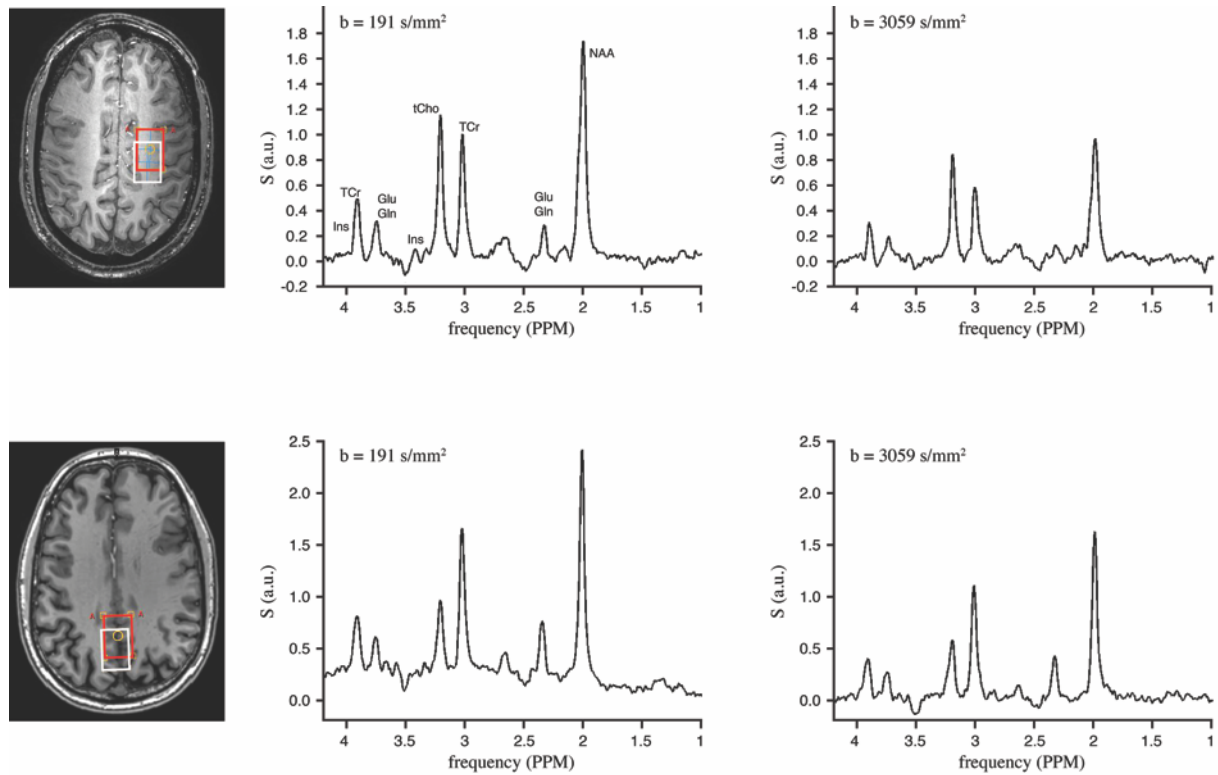 b = 191 s/mm²
1.8
1.6
1.4
1.2
1.0
0.8
0.6
0.4
0.2
0.0
-0.2
S (a.u.)
NAA
tCho
TCr
TCr
Glu
Gln
Ins
Ins
Glu
Gln
4 3.5 3 2.5 2 1.5 1
frequency (PPM)
b = 3059 s/mm²
1.8
1.6
1.4
1.2
1.0
0.8
0.6
0.4
0.2
0.0
-0.2
S (a.u.)
4 3.5 3 2.5 2 1.5 1
frequency (PPM)
A A
b = 191 s/mm²
2.5
2.0
1.5
1.0
0.5
0.0
S (a.u.)
4 3.5 3 2.5 2 1.5 1
frequency (PPM)
b = 3059 s/mm²
2.5
2.0
1.5
1.0
0.5
0.0
S (a.u.)
4 3.5 3 2.5 2 1.5 1
frequency (PPM)